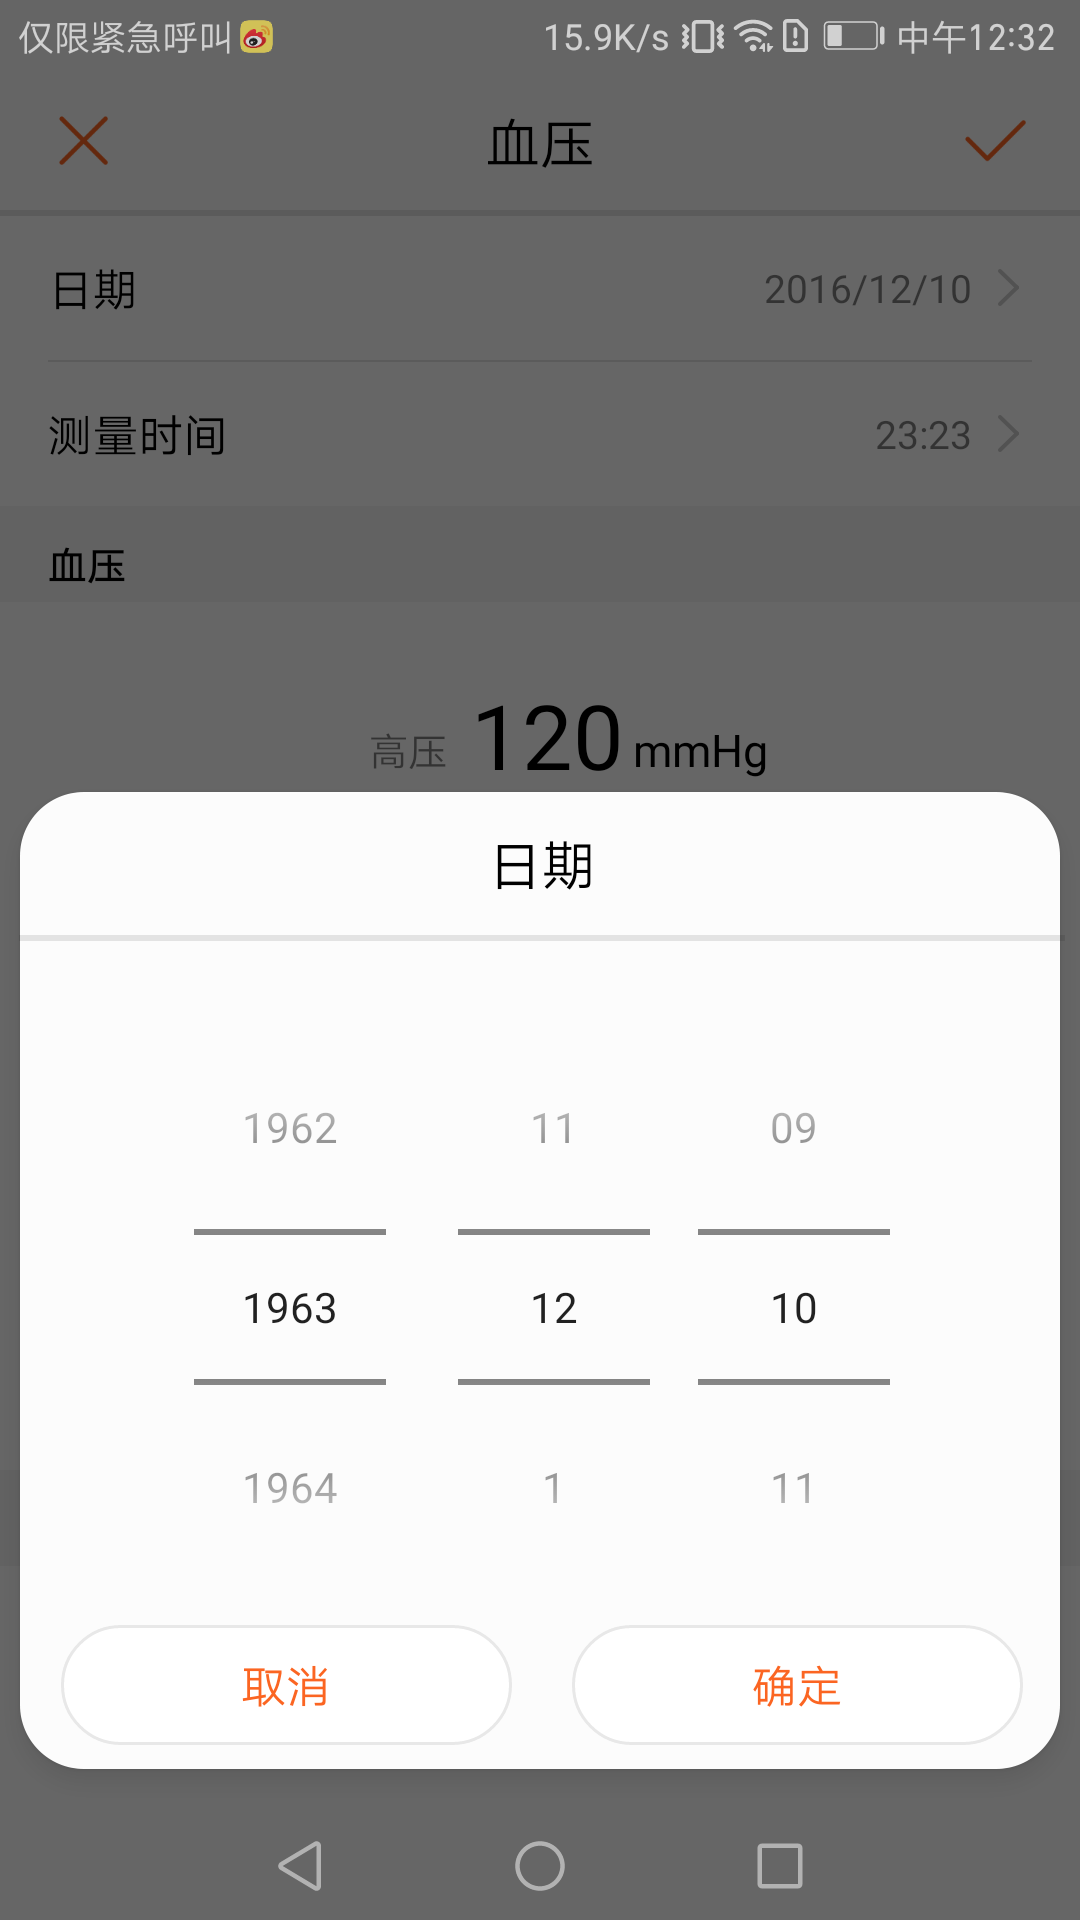 仅限紧急呼叫 15.9K/s 中午12:32
血压
日期 2016/12/10
测量时间 23:23
血压
高压 120 mmHg
日期
1962 11 09
1963 12 10
1964 1 11
取消 确定